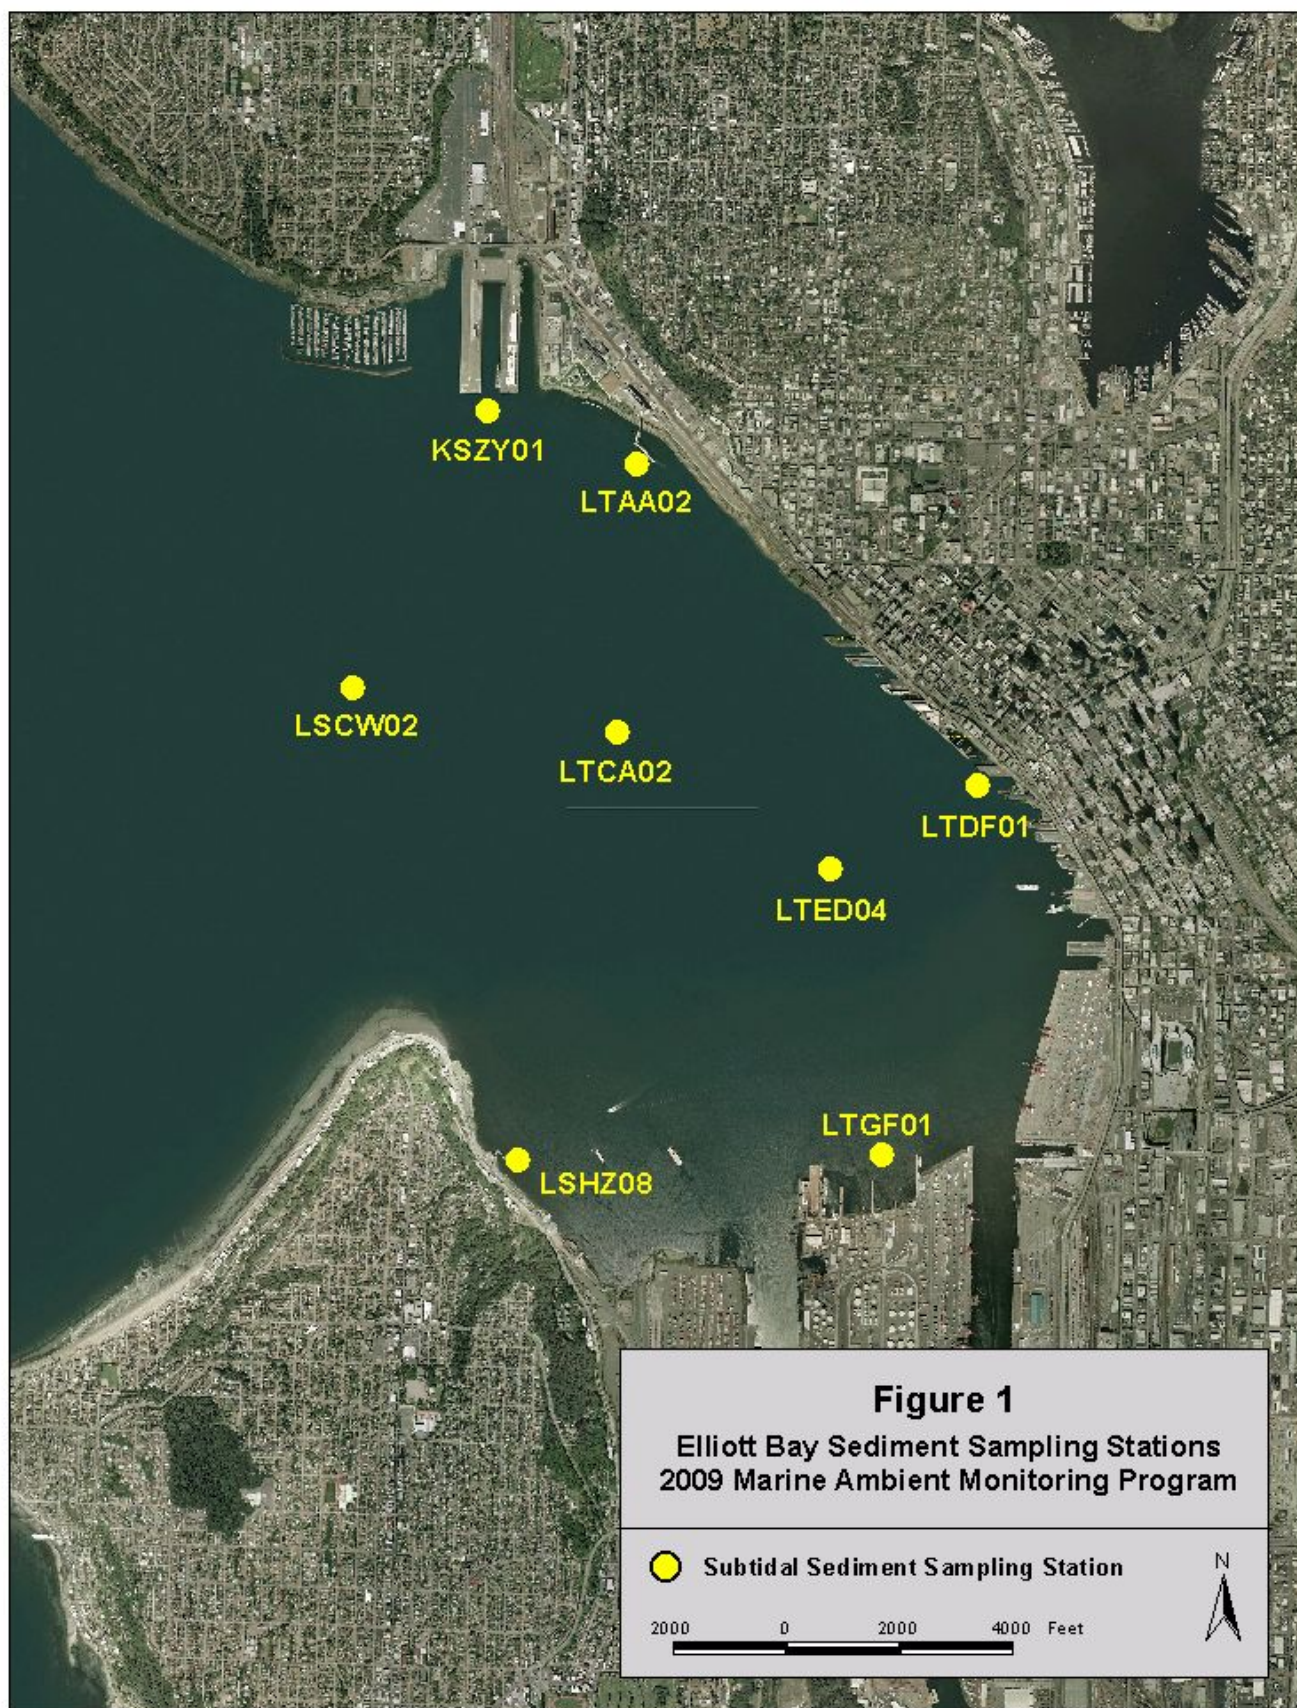 KSZY01
LTAA02
LSCW02
LTCA02
LTDF01
LTED04
LTGF01
LSHZ08
Figure 1
Elliott Bay Sediment Sampling Stations
2009 Marine Ambient Monitoring Program
Subtidal Sediment Sampling Station
N
2000 0 2000 4000 Feet